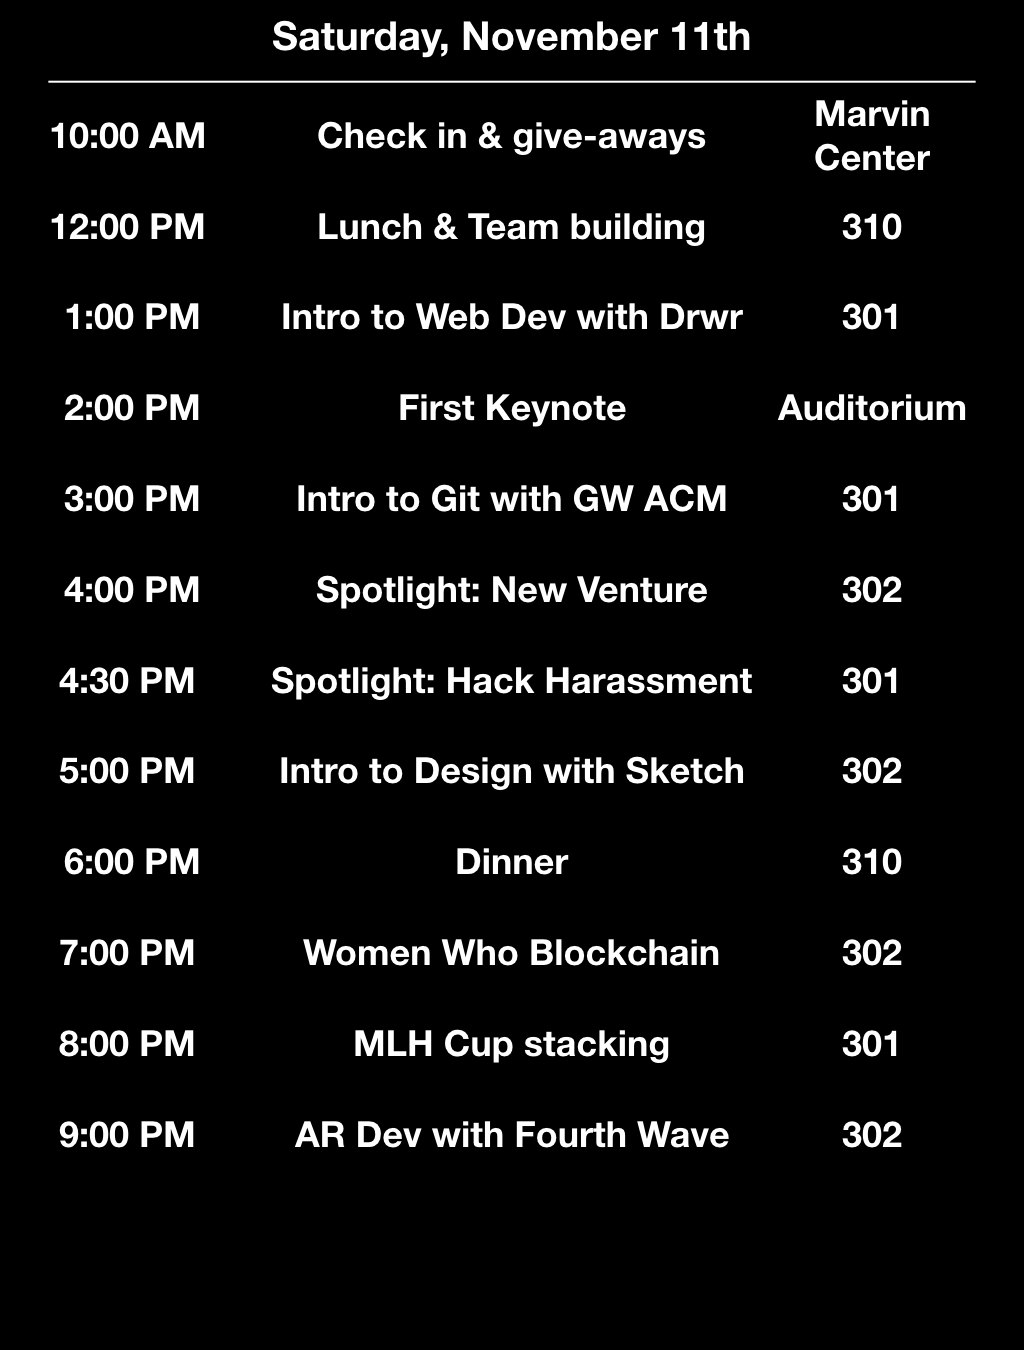 Saturday, November 11th
10:00 AM Check in & give-aways Marvin Center
12:00 PM Lunch & Team building 310
1:00 PM Intro to Web Dev with Drwr 301
2:00 PM First Keynote Auditorium
3:00 PM Intro to Git with GW ACM 301
4:00 PM Spotlight: New Venture 302
4:30 PM Spotlight: Hack Harassment 301
5:00 PM Intro to Design with Sketch 302
6:00 PM Dinner 310
7:00 PM Women Who Blockchain 302
8:00 PM MLH Cup stacking 301
9:00 PM AR Dev with Fourth Wave 302